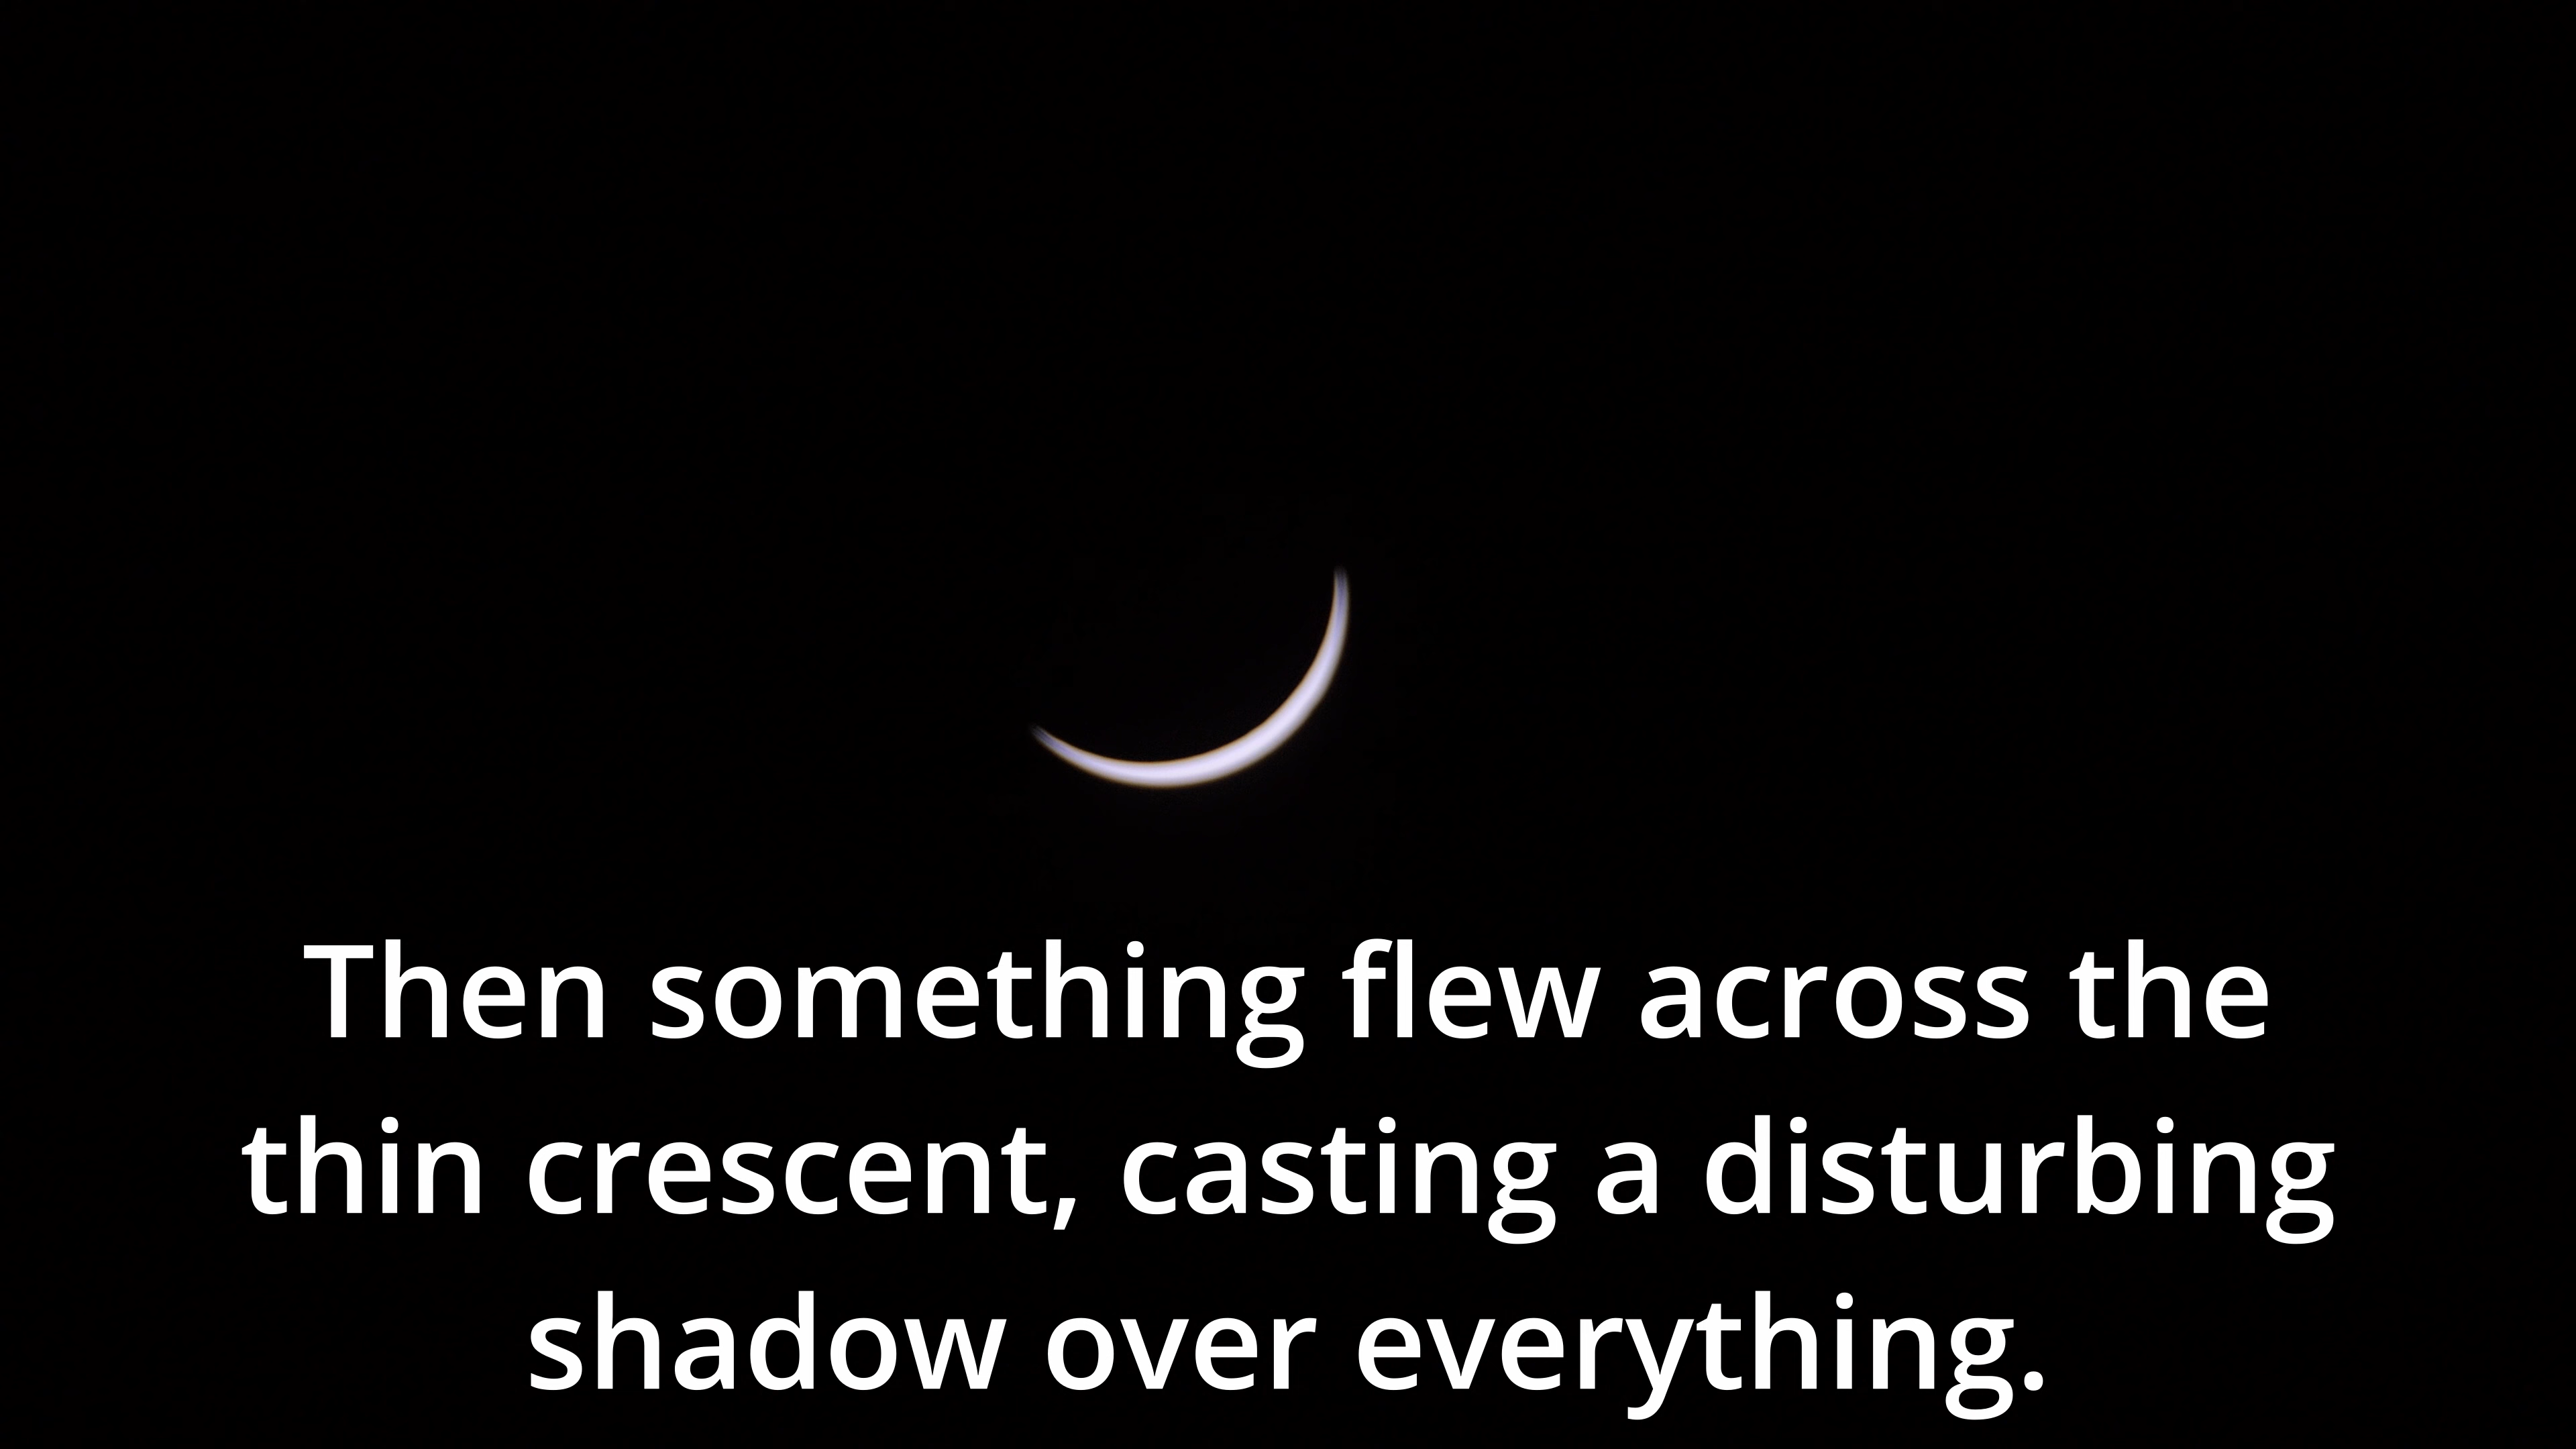 Then something flew across the
thin crescent, casting a disturbing
shadow over everything.